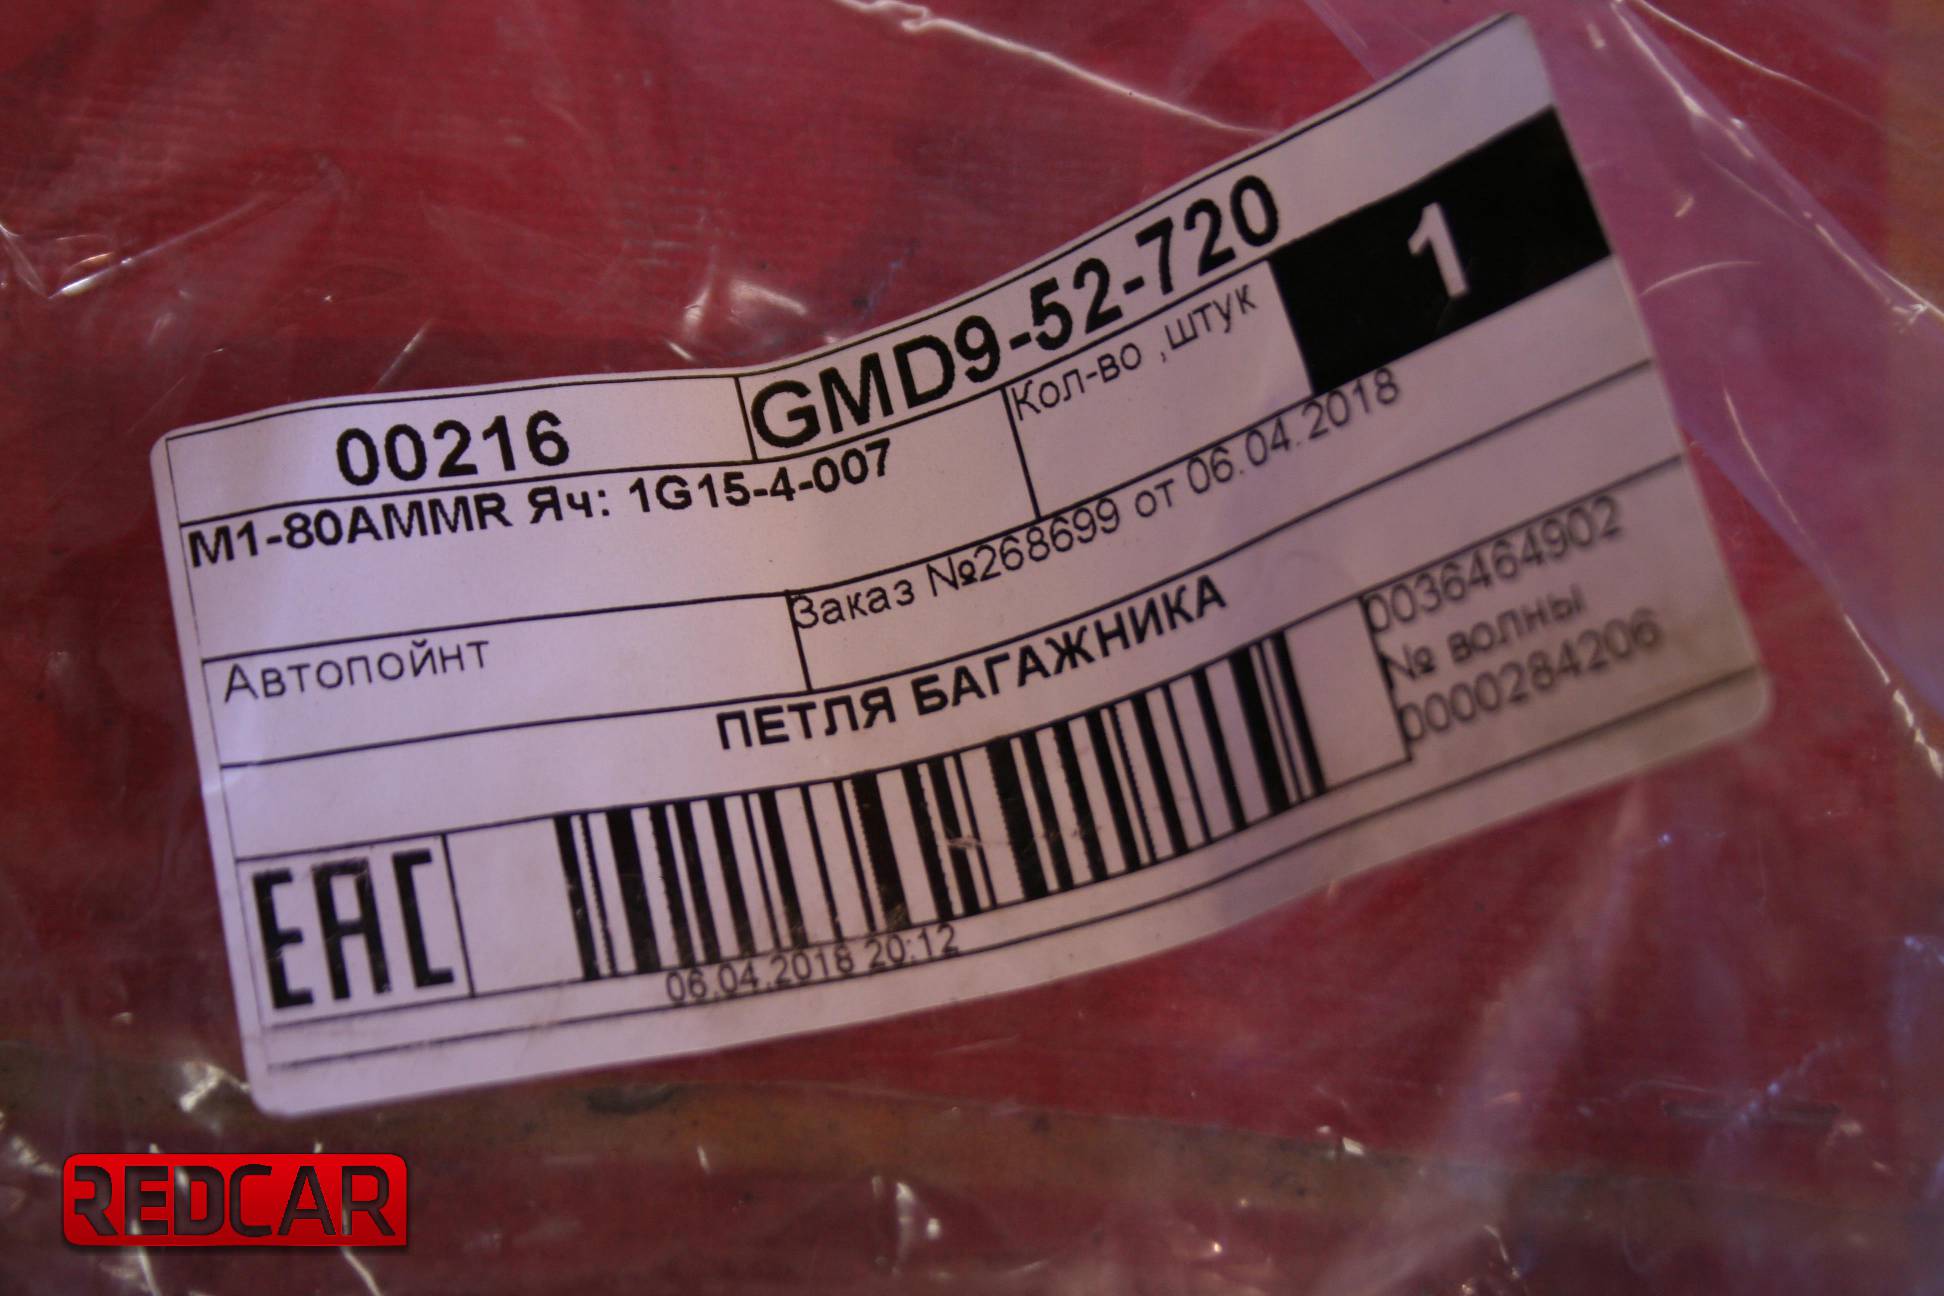 00216
GMD9-52-720
1
M1-80AMMR Яч: 1G15-4-007
Кол-во ,штук
Автопойнт
Заказ №268699 от 06.04.2018
ПЕТЛЯ БАГАЖНИКА
0036464902
№ волны
0000284206
EAC
06.04.2018 20:12
REDCAR